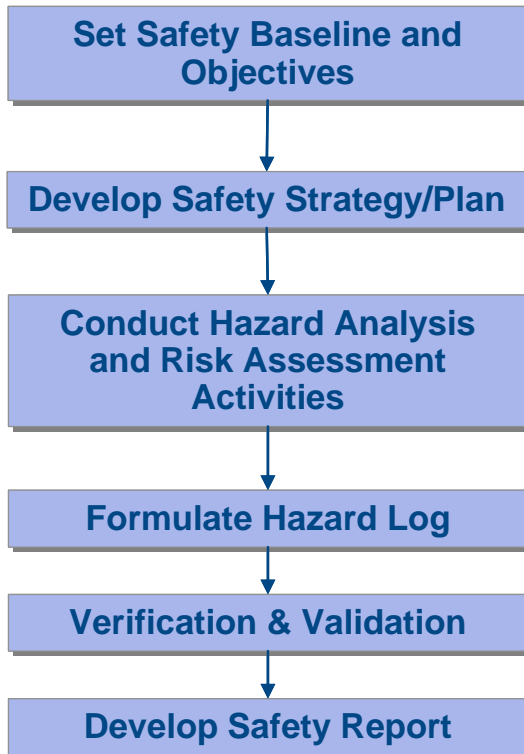 Set Safety Baseline and
Objectives
Develop Safety Strategy/Plan
Conduct Hazard Analysis
and Risk Assessment
Activities
Formulate Hazard Log
Verification & Validation
Develop Safety Report